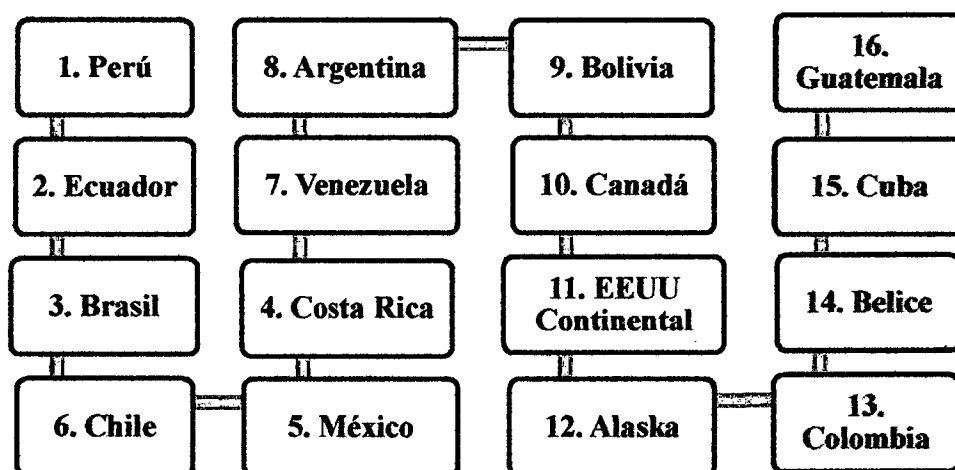 1. Perú
2. Ecuador
3. Brasil
6. Chile
5. México
4. Costa Rica
7. Venezuela
8. Argentina
9. Bolivia
10. Canadá
11. EEUU
Continental
12. Alaska
13.
Colombia
14. Belice
15. Cuba
16.
Guatemala